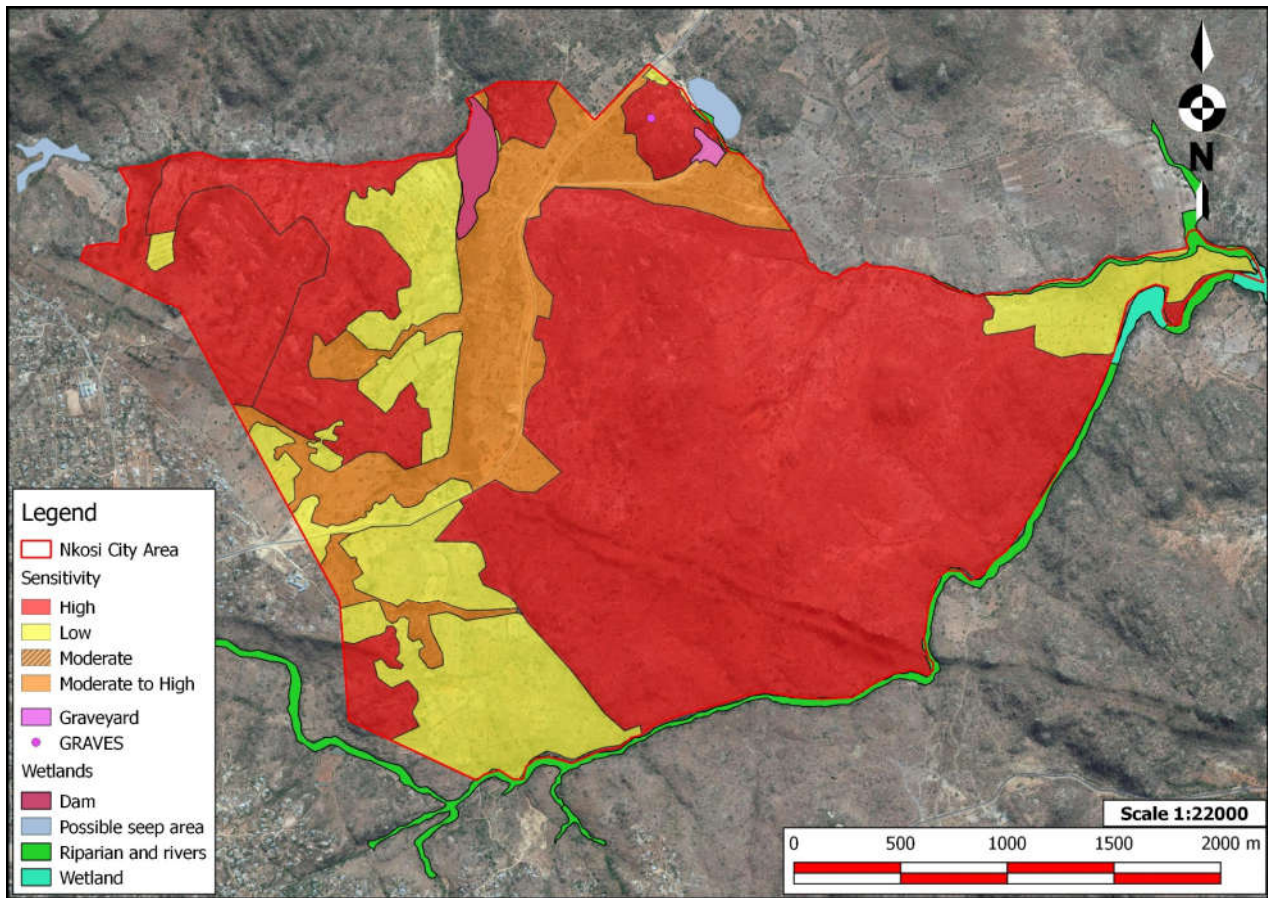 N
Legend
Nkosi City Area
Sensitivity
High
Low
Moderate
Moderate to High
Graveyard
GRAVES
Wetlands
Dam
Possible seep area
Riparian and rivers
Wetland
Scale 1:22000
0 500 1000 1500 2000 m